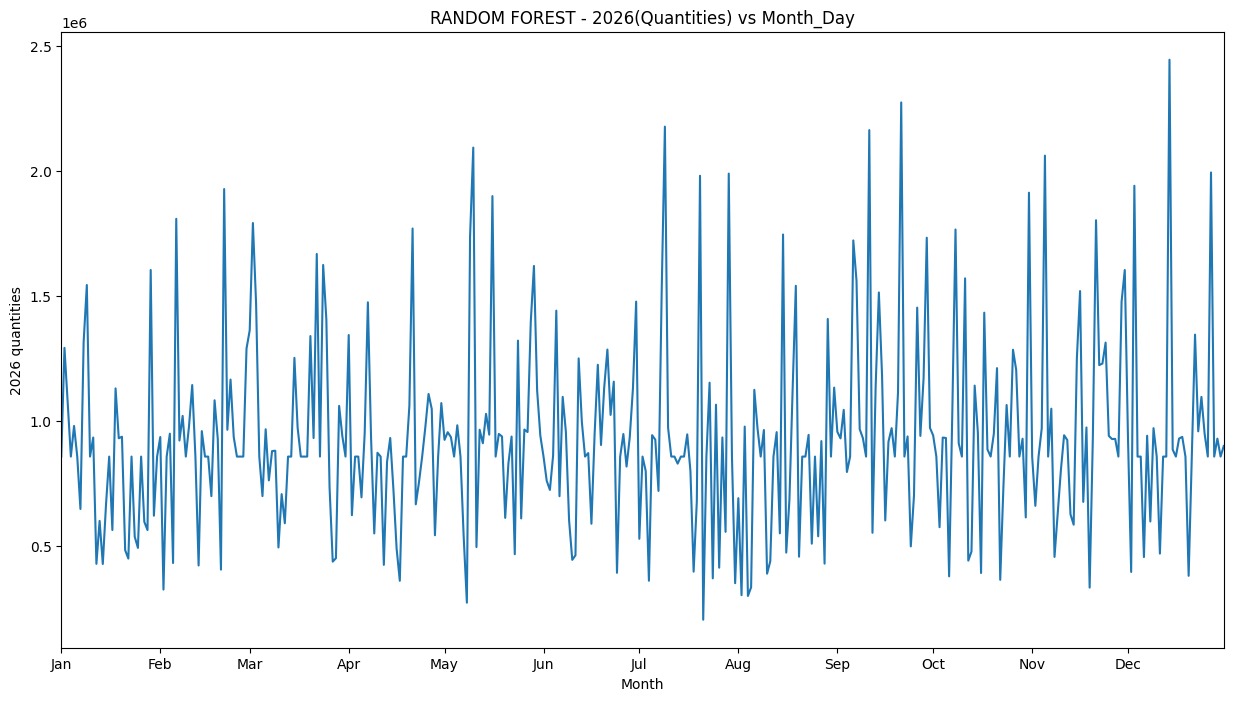 RANDOM FOREST - 2026(Quantities) vs Month_Day
1e6
2.5
2.0
1.5
1.0
0.5
2026 quantities
Jan Feb Mar Apr May Jun Jul Aug Sep Oct Nov Dec
Month